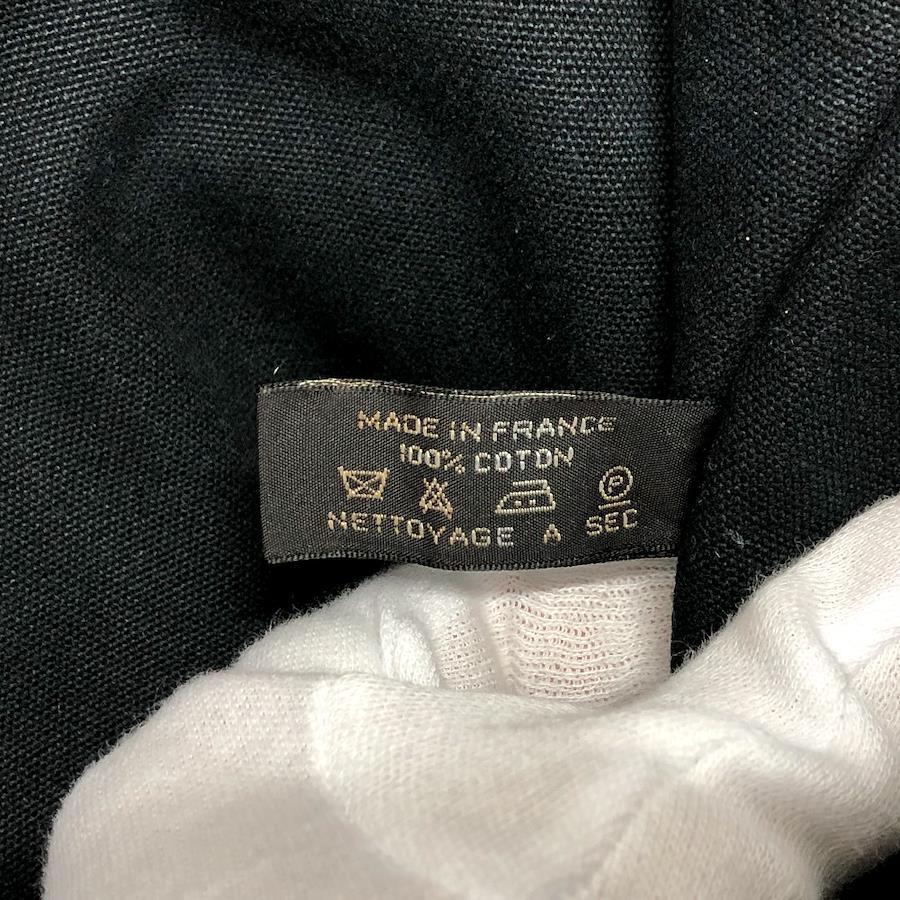 MADE IN FRANCE
100% COTON
P
NETTOYAGE A SEC